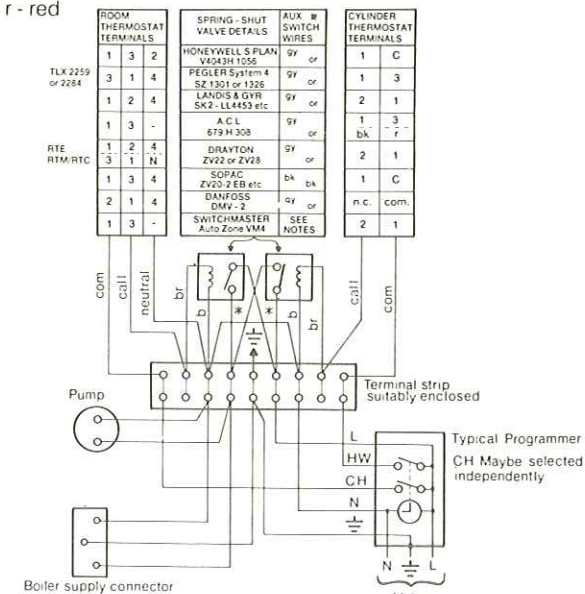 r - red
ROOM THERMOSTAT TERMINALS
SPRING - SHUT VALVE DETAILS
AUX # SWITCH WIRES
CYLINDER THERMOSTAT TERMINALS
1 3 2
HONEYWELL S PLAN V4043H 1056
gy or
1 C
TLX 2259 or 2284
3 1 4
PEGLER System 4 SZ 1301 or 1326
gy or
1 3
1 2 4
LANDIS & GYR SK2 - LL4453 etc
gy or
2 1
1 3 -
A.C.L 679 H 308
gy or
1 3
bk r
RTE RTM/RTC
1 2 4
3 1 N
DRAYTON ZV22 or ZV28
gy or
2 1
1 3 4
SOPAC ZV20-2 EB etc
bk bk
1 C
2 1 4
DANFOSS DMV - 2
gy or
n.c. com.
1 3 -
SWITCHMASTER Auto Zone VM4
SEE NOTES
2 1
com
call
neutral
br
b
*
*
b
br
call
com
Terminal strip suitably enclosed
Pump
L
Typical Programmer
HW
CH Maybe selected independently
CH
N
N
L
Boiler supply connector